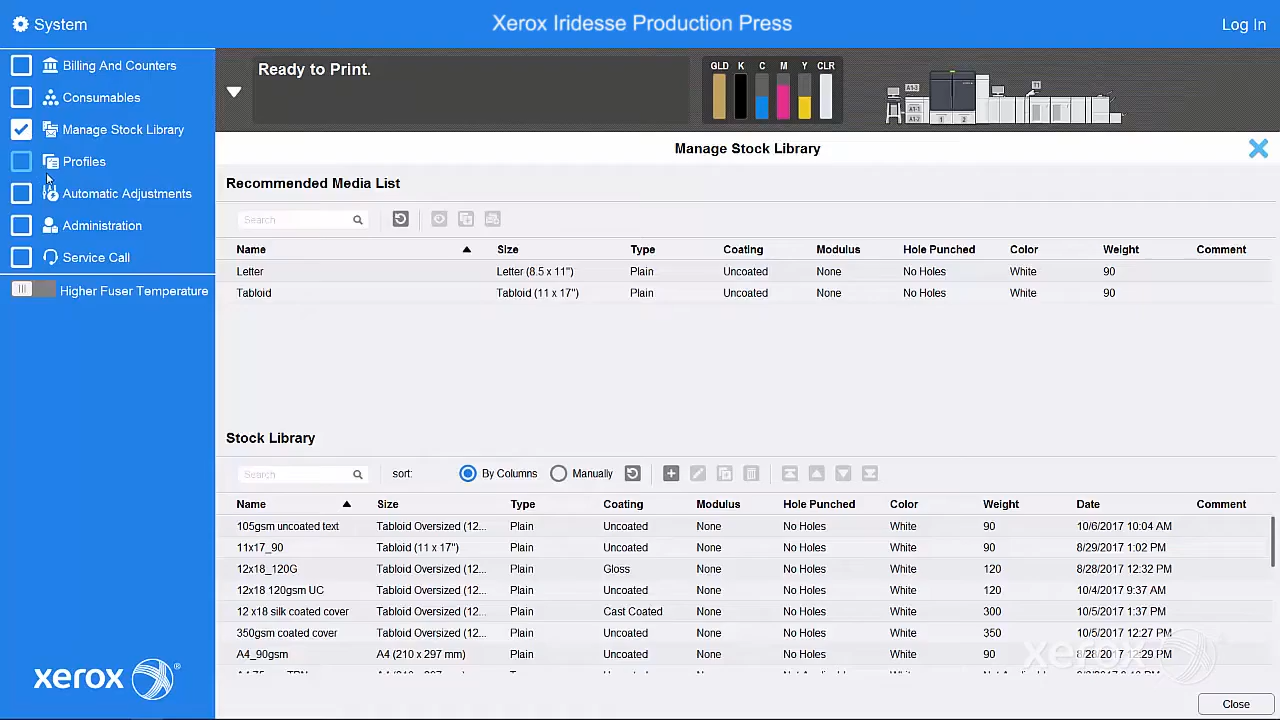 System
Xerox Iridesse Production Press
Log In
Billing And Counters
Consumables
Manage Stock Library
Profiles
Automatic Adjustments
Administration
Service Call
Higher Fuser Temperature
xerox
Ready to Print.
GLD K C M Y CLR
Manage Stock Library
Recommended Media List
Search
Name Size Type Coating Modulus Hole Punched Color Weight Comment
Letter Letter (8.5 x 11") Plain Uncoated None No Holes White 90
Tabloid Tabloid (11 x 17") Plain Uncoated None No Holes White 90
Stock Library
Search sort: By Columns Manually
Name Size Type Coating Modulus Hole Punched Color Weight Date Comment
105gsm uncoated text Tabloid Oversized (12... Plain Uncoated None No Holes White 90 10/6/2017 10:04 AM
11x17_90 Tabloid (11 x 17") Plain Uncoated None No Holes White 90 8/29/2017 1:02 PM
12x18_120G Tabloid Oversized (12... Plain Gloss None No Holes White 120 8/28/2017 12:32 PM
12x18 120gsm UC Tabloid Oversized (12... Plain Uncoated None No Holes White 120 10/4/2017 9:37 AM
12 x18 silk coated cover Tabloid Oversized (12... Plain Cast Coated None No Holes White 300 10/5/2017 1:37 PM
350gsm coated cover Tabloid Oversized (12... Plain Uncoated None No Holes White 350 10/5/2017 12:27 PM
A4_90gsm A4 (210 x 297 mm) Plain Uncoated None No Holes White 90 8/28/2017 12:29 PM
xerox
Close